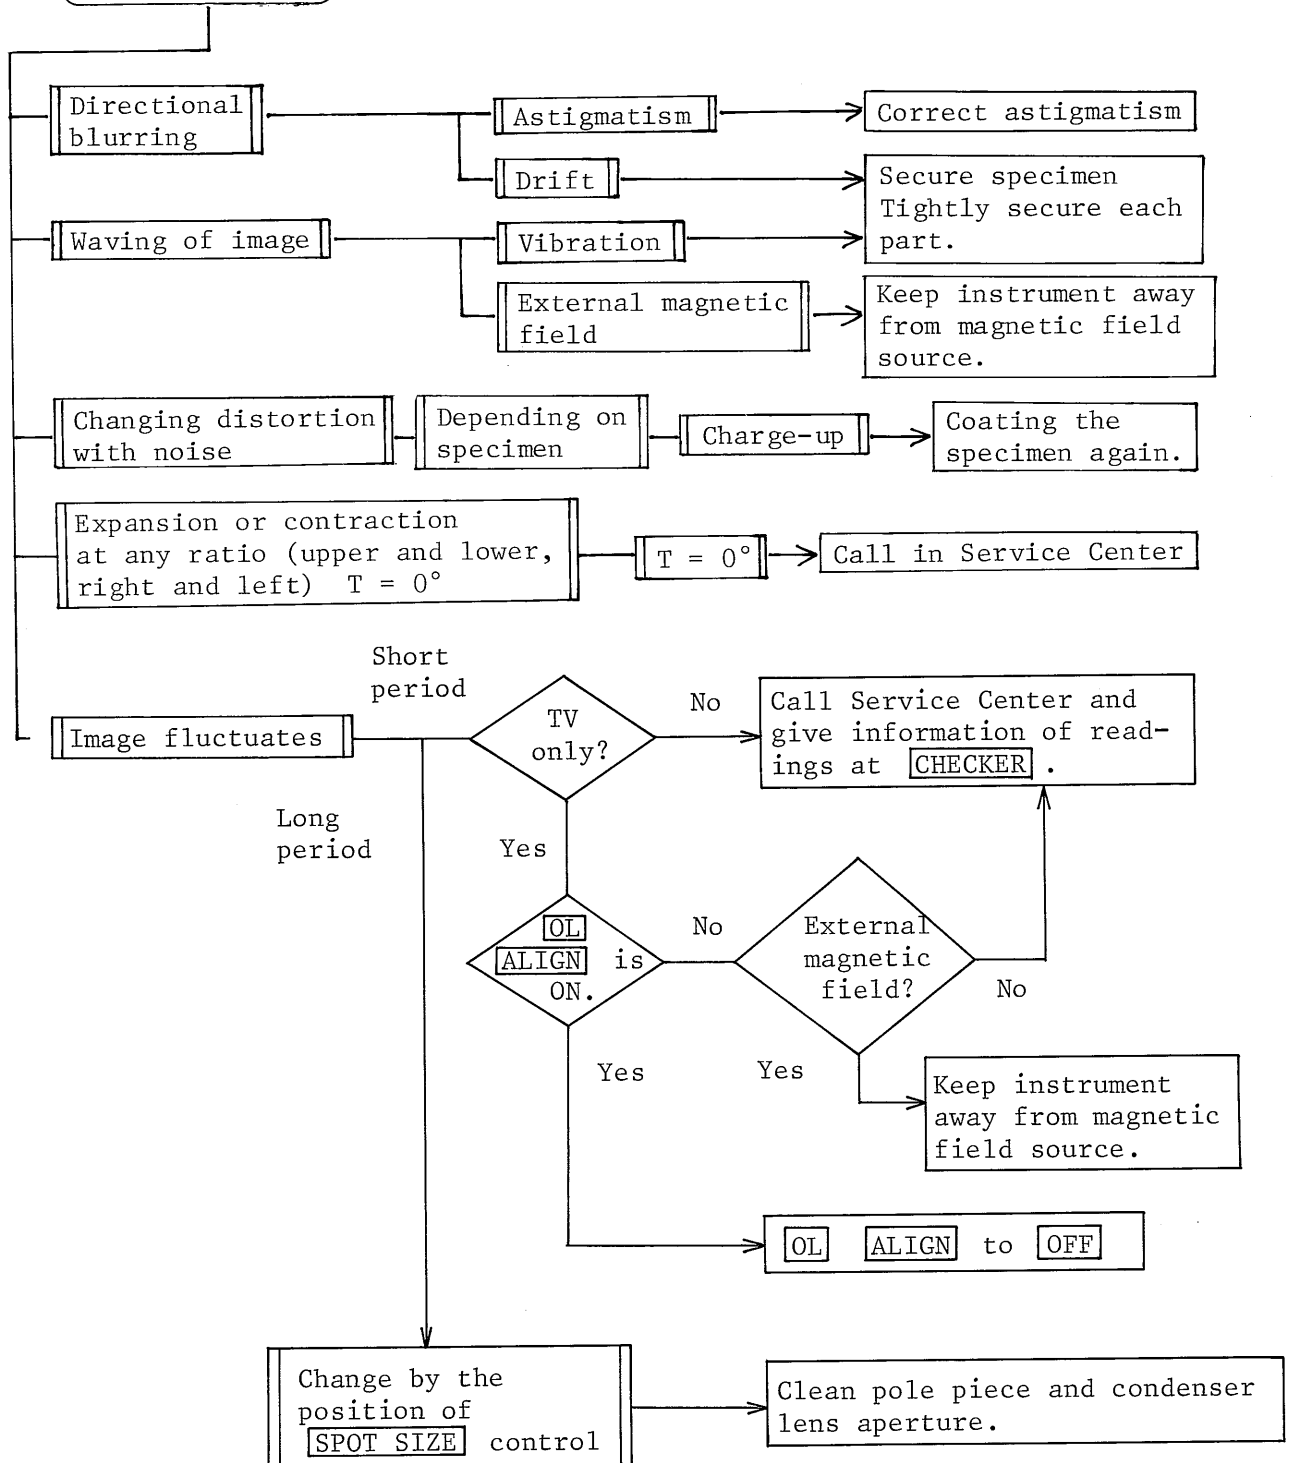 Directional
blurring
Astigmatism
Correct astigmatism
Drift
Secure specimen
Tightly secure each
part.
Waving of image
Vibration
External magnetic
field
Keep instrument away
from magnetic field
source.
Changing distortion
with noise
Depending on
specimen
Charge-up
Coating the
specimen again.
Expansion or contraction
at any ratio (upper and lower,
right and left) T = 0°
T = 0°
Call in Service Center
Image fluctuates
Short
period
TV
only?
No
Call Service Center and
give information of read-
ings at CHECKER .
Long
period
Yes
OL
ALIGN is
ON.
No
External
magnetic
field?
No
Yes
Yes
Keep instrument
away from magnetic
field source.
OL ALIGN to OFF
Change by the
position of
SPOT SIZE control
Clean pole piece and condenser
lens aperture.